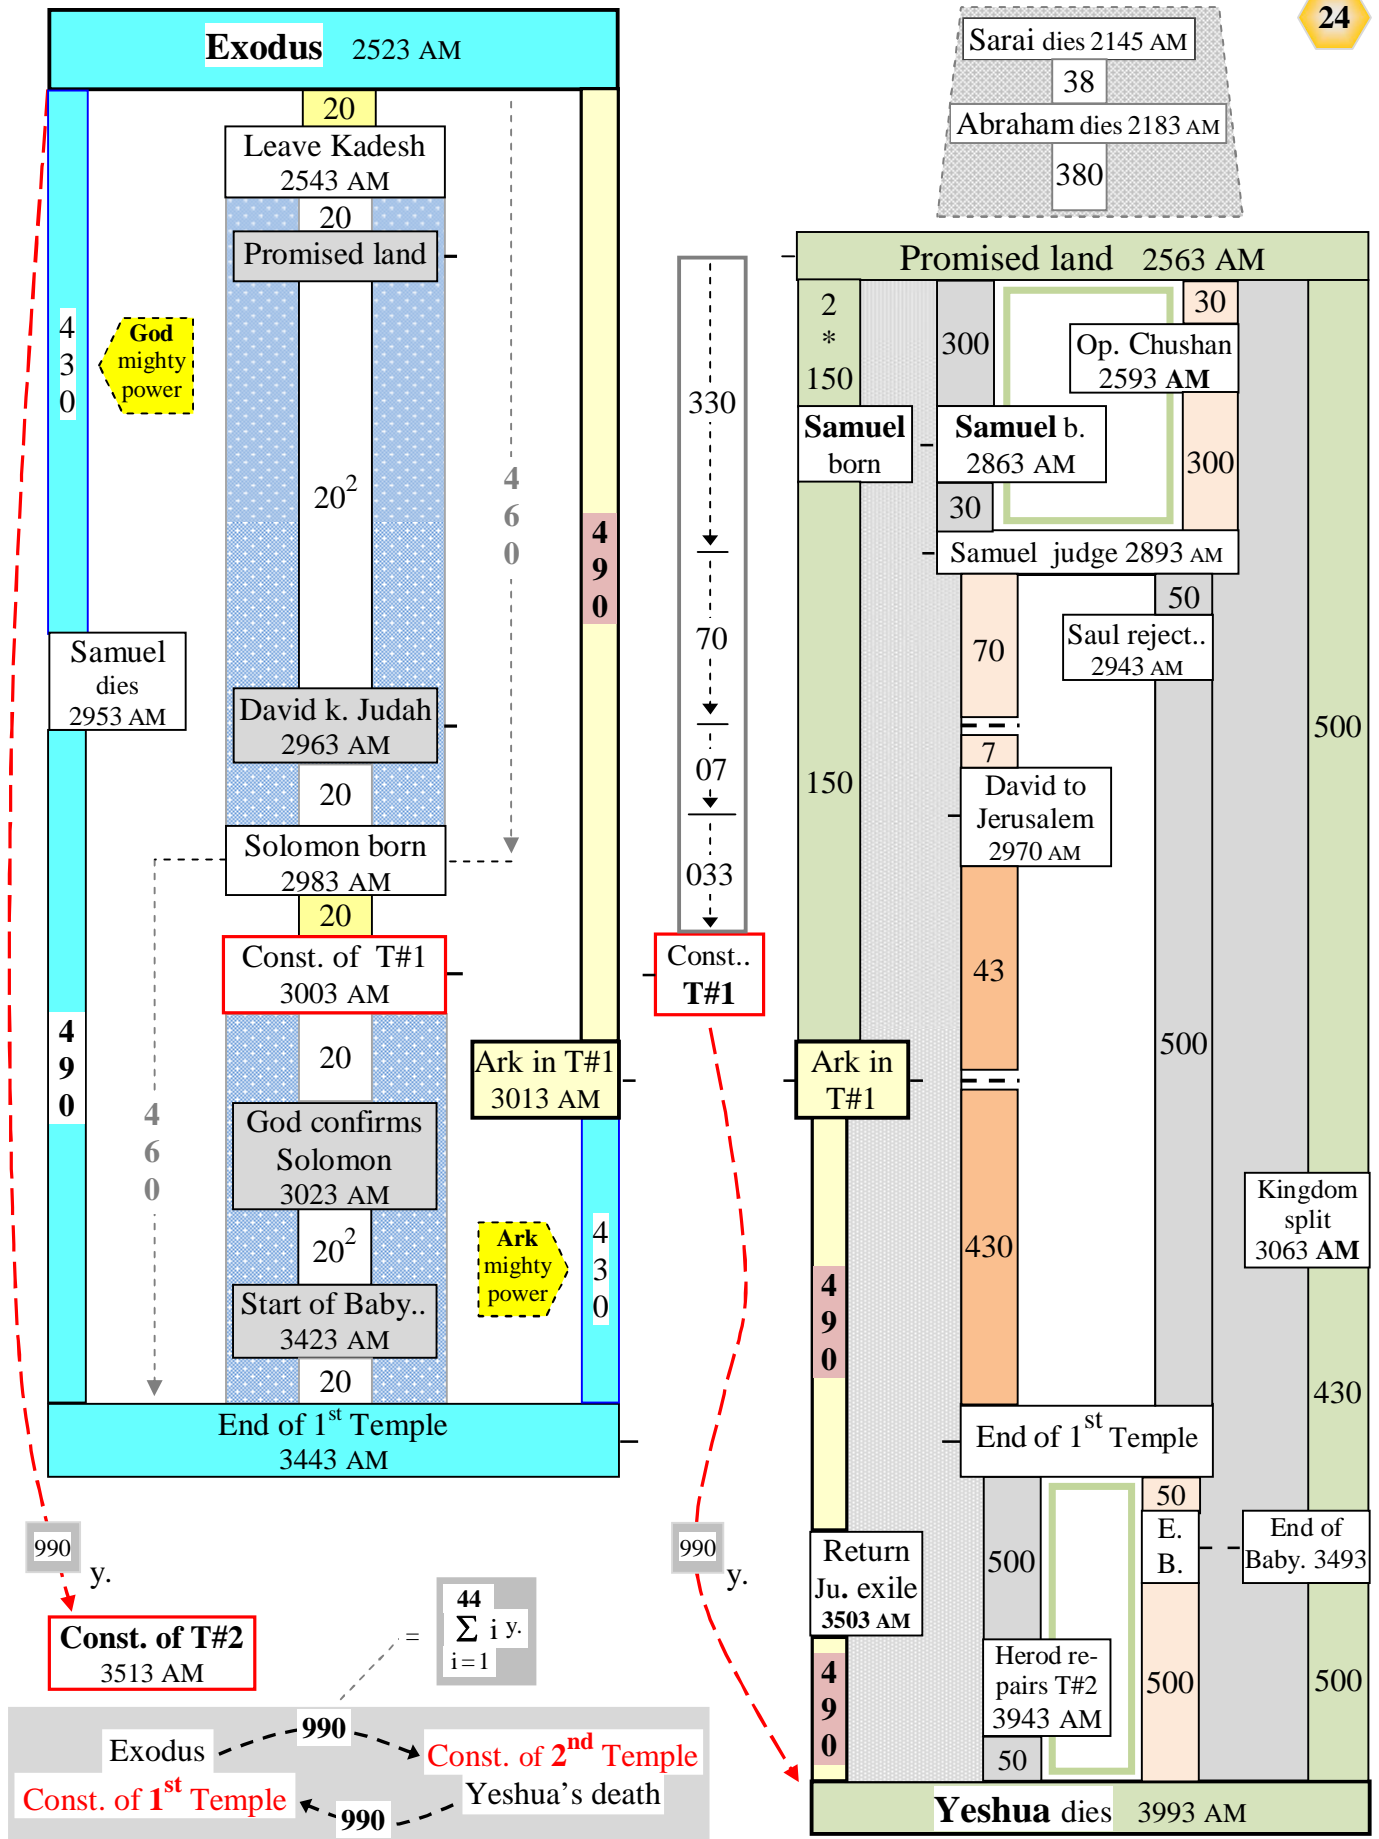 24
Exodus 2523 AM
20
Leave Kadesh
2543 AM
20
Promised land
4
3
0
God
mighty
power
20²
4
6
0
4
9
0
Samuel
dies
2953 AM
David k. Judah
2963 AM
20
Solomon born
2983 AM
20
Const. of T#1
3003 AM
4
9
0
20
Ark in T#1
3013 AM
4
6
0
God confirms
Solomon
3023 AM
20²
Ark
mighty
power
4
3
0
Start of Baby..
3423 AM
20
End of 1st Temple
3443 AM
990 y.
Const. of T#2
3513 AM
=
44
Σ i y.
i=1
990
Exodus
Const. of 2nd Temple
Const. of 1st Temple
Yeshua’s death
990
330
70
07
033
Const..
T#1
990 y.
Sarai dies 2145 AM
38
Abraham dies 2183 AM
380
Promised land 2563 AM
2
*
150
300
30
Op. Chushan
2593 AM
Samuel
born
Samuel b.
2863 AM
300
30
Samuel judge 2893 AM
50
70
Saul reject..
2943 AM
500
7
150
David to
Jerusalem
2970 AM
43
500
Ark in
T#1
Kingdom
split
3063 AM
430
4
9
0
430
End of 1st Temple
50
Return
Ju. exile
3503 AM
500
E.
B.
End of
Baby. 3493
4
9
0
Herod re-
pairs T#2
3943 AM
500
500
50
Yeshua dies 3993 AM